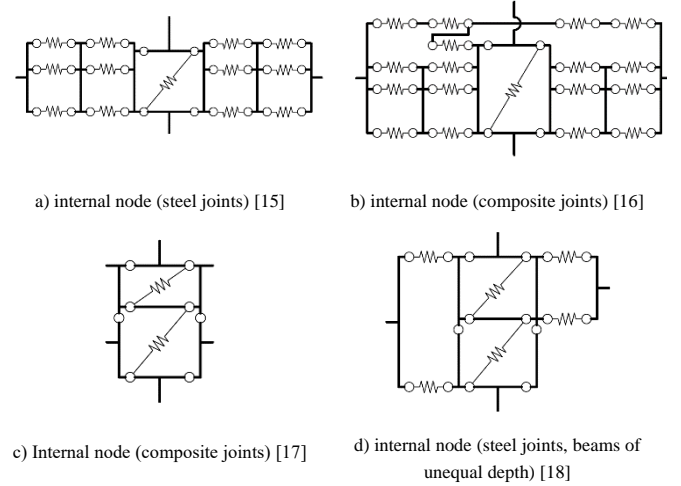 a) internal node (steel joints) [15]
b) internal node (composite joints) [16]
c) Internal node (composite joints) [17]
d) internal node (steel joints, beams of
unequal depth) [18]